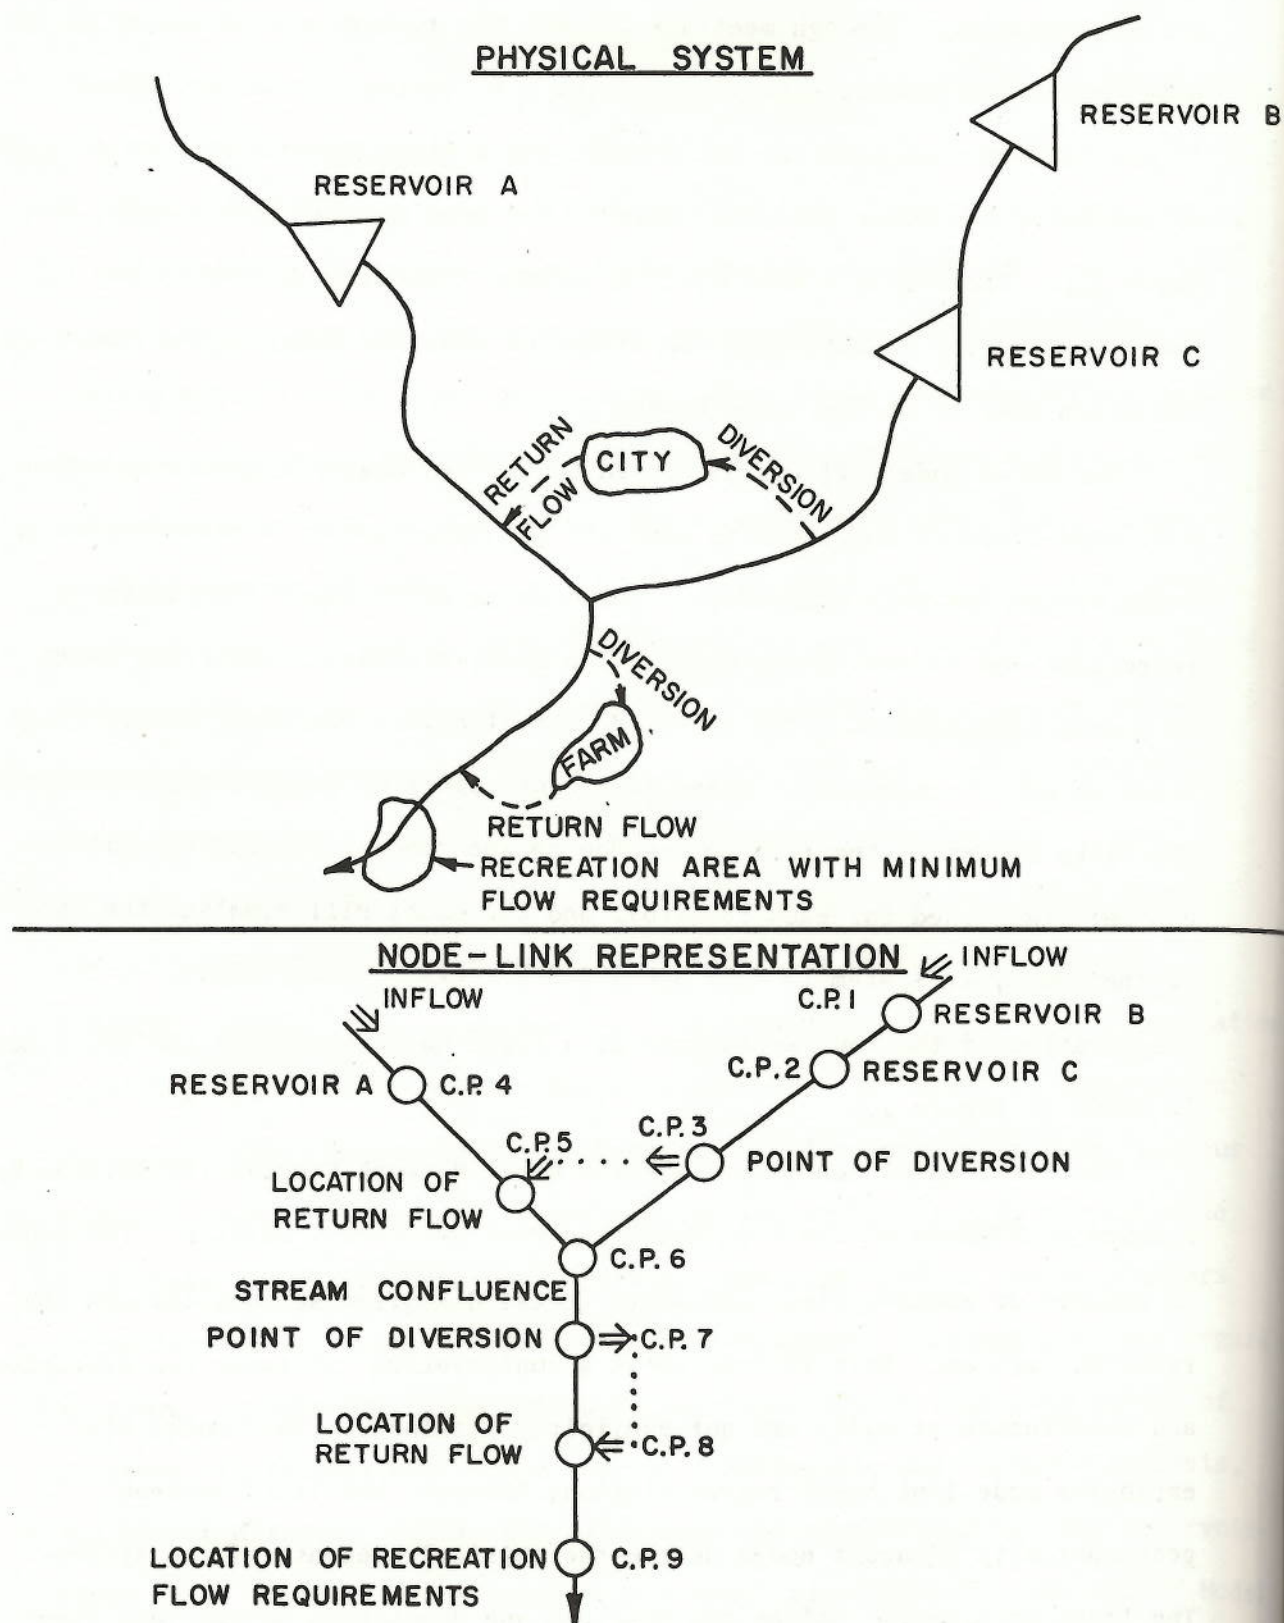 PHYSICAL SYSTEM
RESERVOIR B
RESERVOIR A
RESERVOIR C
RETURN
FLOW
CITY
DIVERSION
DIVERSION
FARM
RETURN FLOW
RECREATION AREA WITH MINIMUM
FLOW REQUIREMENTS
NODE-LINK REPRESENTATION
INFLOW
INFLOW
C.P. 1
RESERVOIR B
C.P. 2
RESERVOIR C
RESERVOIR A
C.P. 4
C.P. 3
C.P. 5
POINT OF DIVERSION
LOCATION OF
RETURN FLOW
C.P. 6
STREAM CONFLUENCE
POINT OF DIVERSION
C.P. 7
LOCATION OF
RETURN FLOW
C.P. 8
LOCATION OF RECREATION
FLOW REQUIREMENTS
C.P. 9